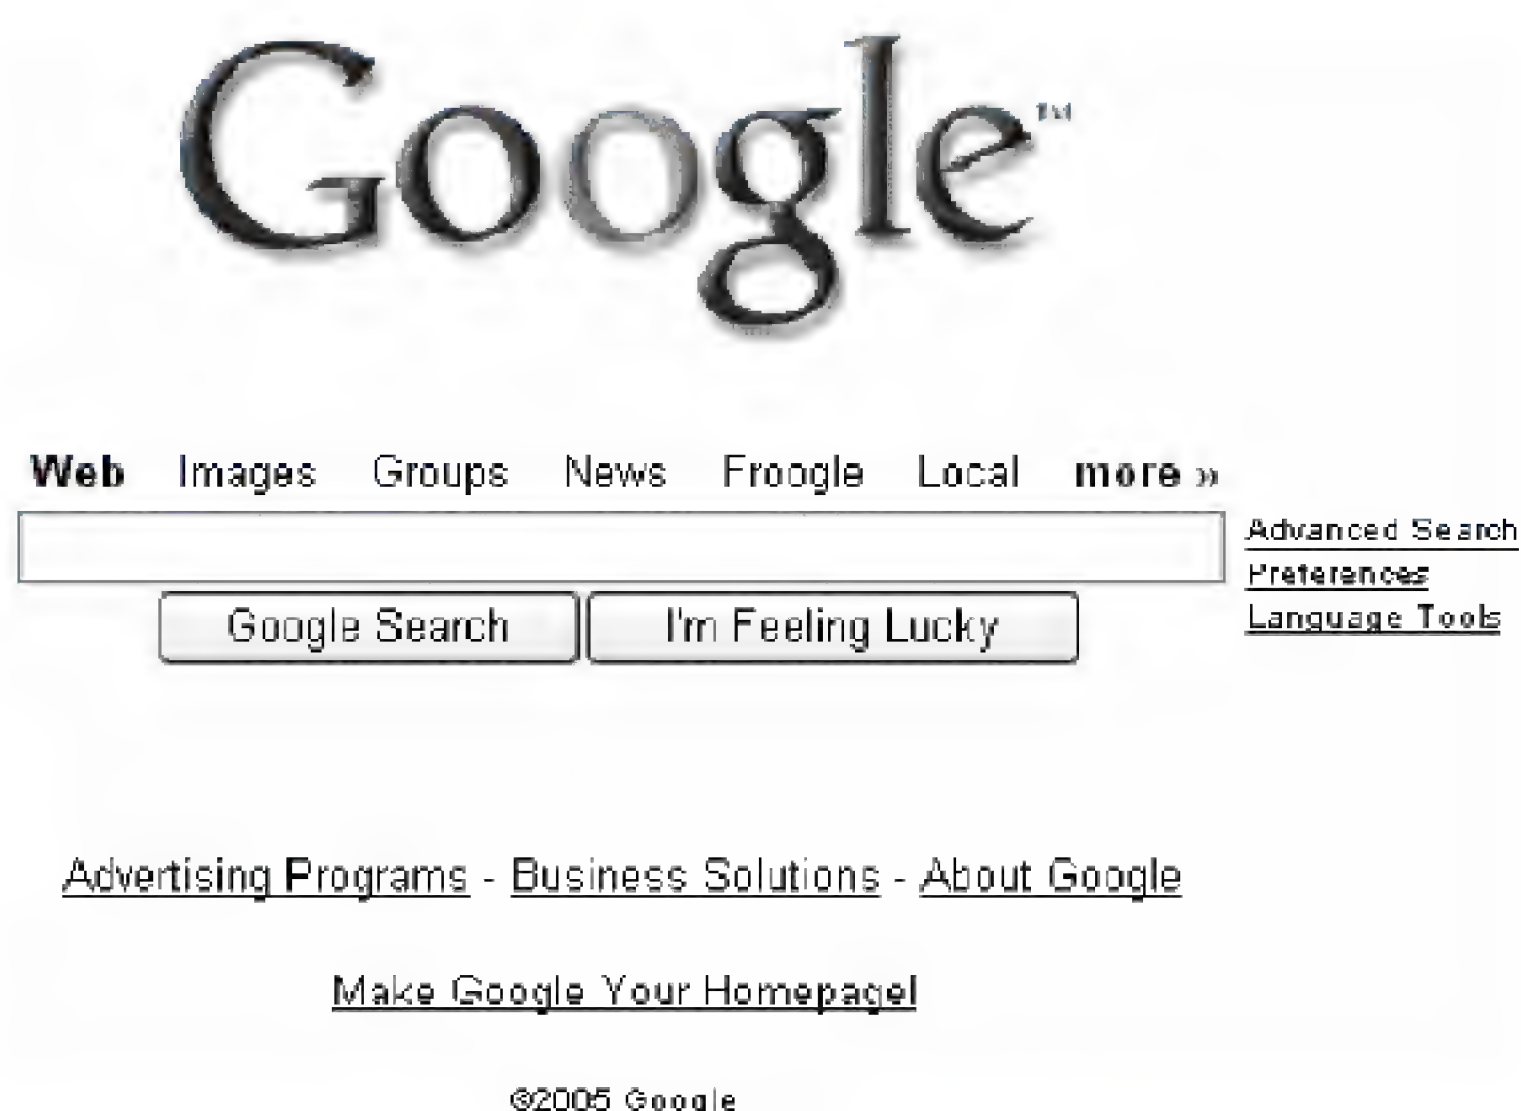 Google™
Web Images Groups News Froogle Local more »
Advanced Search
Preferences
Language Tools
Google Search I'm Feeling Lucky
Advertising Programs - Business Solutions - About Google
Make Google Your Homepage!
©2005 Google